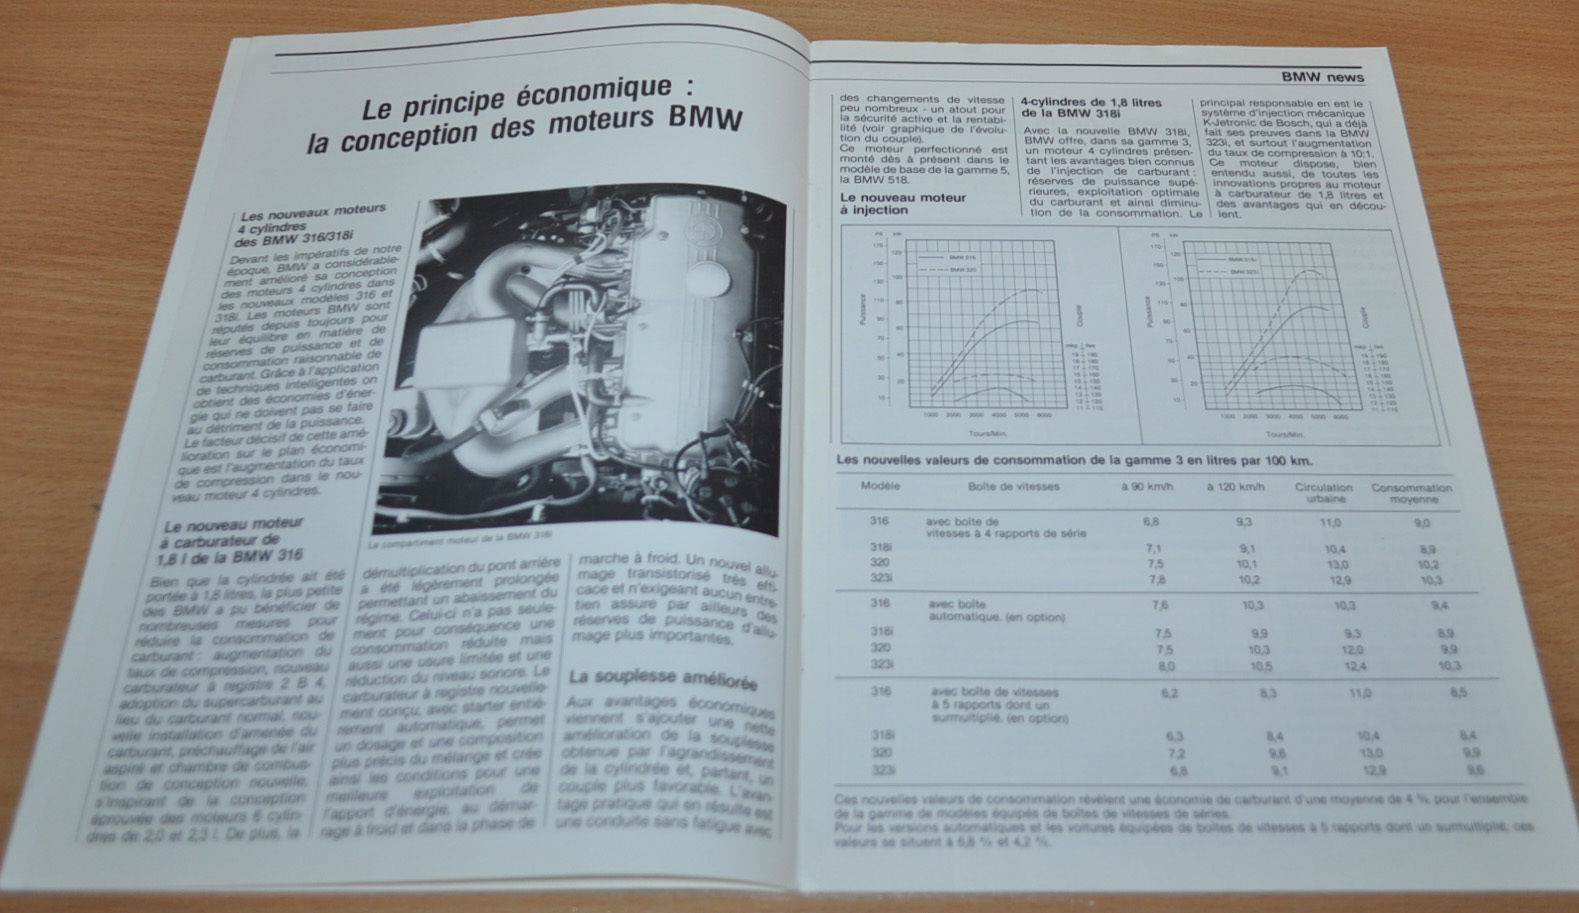 Le principe économique :
la conception des moteurs BMW
Les nouveaux moteurs
4 cylindres
des BMW 316/318i
Devant les impératifs de notre
époque, BMW a considérable-
ment amélioré sa conception
des moteurs 4 cylindres dans
les nouveaux modèles 316 et
318i. Les moteurs BMW sont
réputés depuis toujours pour
leur équilibre en matière de
réserves de puissance et de
consommation raisonnable de
carburant. Grâce à l'application
de techniques intelligentes on
obtient des économies d'éner-
gie qui ne doivent pas se faire
au détriment de la puissance.
Le facteur décisif de cette amé-
lioration sur le plan économi-
que est l'augmentation du taux
de compression dans le nou-
veau moteur 4 cylindres.
Le nouveau moteur
à carburateur de
1,8 l de la BMW 316
Bien que la cylindrée ait été
portée à 1,8 litres, la plus petite
des BMW a pu bénéficier de
nombreuses mesures pour
réduire la consommation de
carburant : augmentation du
taux de compression, nouveau
carburateur à registre 2 B 4,
adoption du supercarburant au
lieu du carburant normal, nou-
velle installation d'amenée du
carburant, préchauffage de l'air
aspiré et chambre de combus-
tion de conception nouvelle,
s'inspirant de la conception
éprouvée des moteurs 6 cylin-
dres de 2,0 et 2,3 l. De plus, la
Le compartiment moteur de la BMW 318i
démultiplication du pont arrière
a été légèrement prolongée
permettant un abaissement du
régime. Celui-ci n'a pas seule-
ment pour conséquence une
consommation réduite mais
aussi une usure limitée et une
réduction du niveau sonore. Le
carburateur à registre nouvelle-
ment conçu, avec starter entiè-
rement automatique, permet
un dosage et une composition
plus précis du mélange et crée
ainsi les conditions pour une
meilleure exploitation de
l'apport d'énergie, au démar-
rage à froid et dans la phase de
marche à froid. Un nouvel allu-
mage transistorisé très effi-
cace et n'exigeant aucun entre-
tien assure par ailleurs des
réserves de puissance d'allu-
mage plus importantes.
La souplesse améliorée
Aux avantages économiques
viennent s'ajouter une nette
amélioration de la souplesse
obtenue par l'agrandissement
de la cylindrée et, partant, un
couple plus favorable. L'avan-
tage pratique qui en résulte est
une conduite sans fatigue avec
BMW news
des changements de vitesse
peu nombreux - un atout pour
la sécurité active et la rentabi-
lité (voir graphique de l'évolu-
tion du couple).
Ce moteur perfectionné est
monté dès à présent dans le
modèle de base de la gamme 5,
la BMW 518.
Le nouveau moteur
à injection
4-cylindres de 1,8 litres
de la BMW 318i
Avec la nouvelle BMW 318i,
BMW offre, dans sa gamme 3,
un moteur 4 cylindres présen-
tant les avantages bien connus
de l'injection de carburant :
réserves de puissance supé-
rieures, exploitation optimale
du carburant et ainsi diminu-
tion de la consommation. Le
principal responsable en est le
système d'injection mécanique
K-Jetronic de Bosch, qui a déjà
fait ses preuves dans la BMW
323i, et surtout l'augmentation
du taux de compression à 10:1.
Ce moteur dispose, bien
entendu aussi, de toutes les
innovations propres au moteur
à carburateur de 1,8 litres et
des avantages qui en décou-
lent.
PS kW
BMW 316
BMW 320
Puissance
Couple
1000 2000 3000 4000 5000 6000
Tours/Min.
PS kW
BMW 318i
BMW 323i
Puissance
Couple
1000 2000 3000 4000 5000 6000
Tours/Min.
Les nouvelles valeurs de consommation de la gamme 3 en litres par 100 km.
Modèle Boîte de vitesses à 90 km/h à 120 km/h Circulation urbaine Consommation moyenne
316 avec boîte de 6,8 9,3 11,0 9,0
vitesses à 4 rapports de série
318i 7,1 9,1 10,4 8,9
320 7,5 10,1 13,0 10,2
323i 7,8 10,2 12,9 10,3
316 avec boîte 7,6 10,3 10,3 9,4
automatique. (en option)
318i 7,5 9,9 9,3 8,9
320 7,5 10,3 12,0 9,9
323i 8,0 10,5 12,4 10,3
316 avec boîte de vitesses 6,2 8,3 11,0 8,5
à 5 rapports dont un
surmultiplié. (en option)
318i 6,3 8,4 10,4 8,4
320 7,2 9,6 13,0 9,9
323i 6,8 9,1 12,9 9,6
Ces nouvelles valeurs de consommation révèlent une économie de carburant d'une moyenne de 4 % pour l'ensemble
de la gamme de modèles équipés de boîtes de vitesses de séries.
Pour les versions automatiques et les voitures équipées de boîtes de vitesses à 5 rapports dont un surmultiplié, ces
valeurs se situent à 6,8 % et 4,2 %.